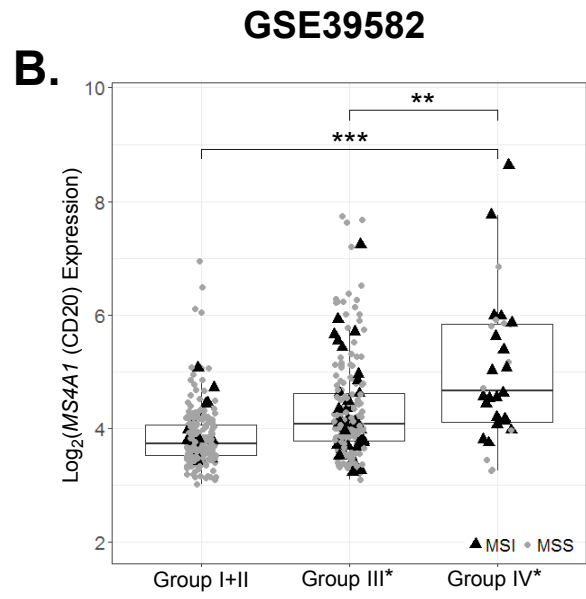 GSE39582
B.
Log₂(MS4A1 (CD20) Expression)
10
8
6
4
2
**
***
▲ MSI ● MSS
Group I+II Group III* Group IV*